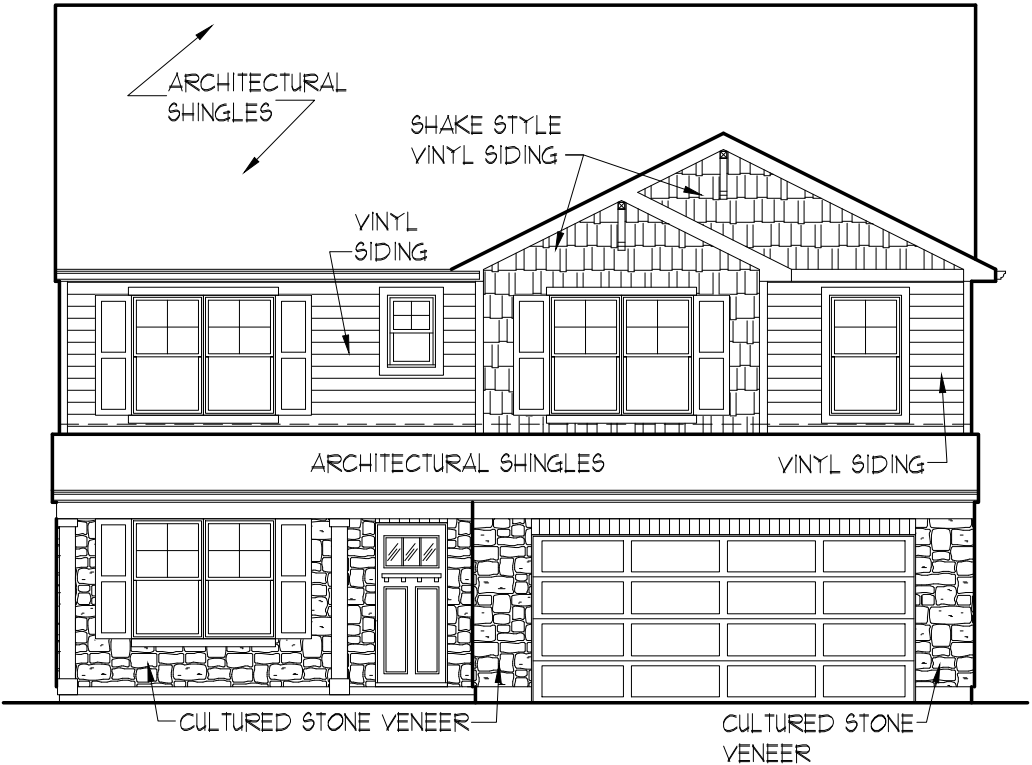 ARCHITECTURAL
SHINGLES
SHAKE STYLE
VINYL SIDING
VINYL
SIDING
ARCHITECTURAL SHINGLES
VINYL SIDING
CULTURED STONE VENEER
CULTURED STONE
VENEER